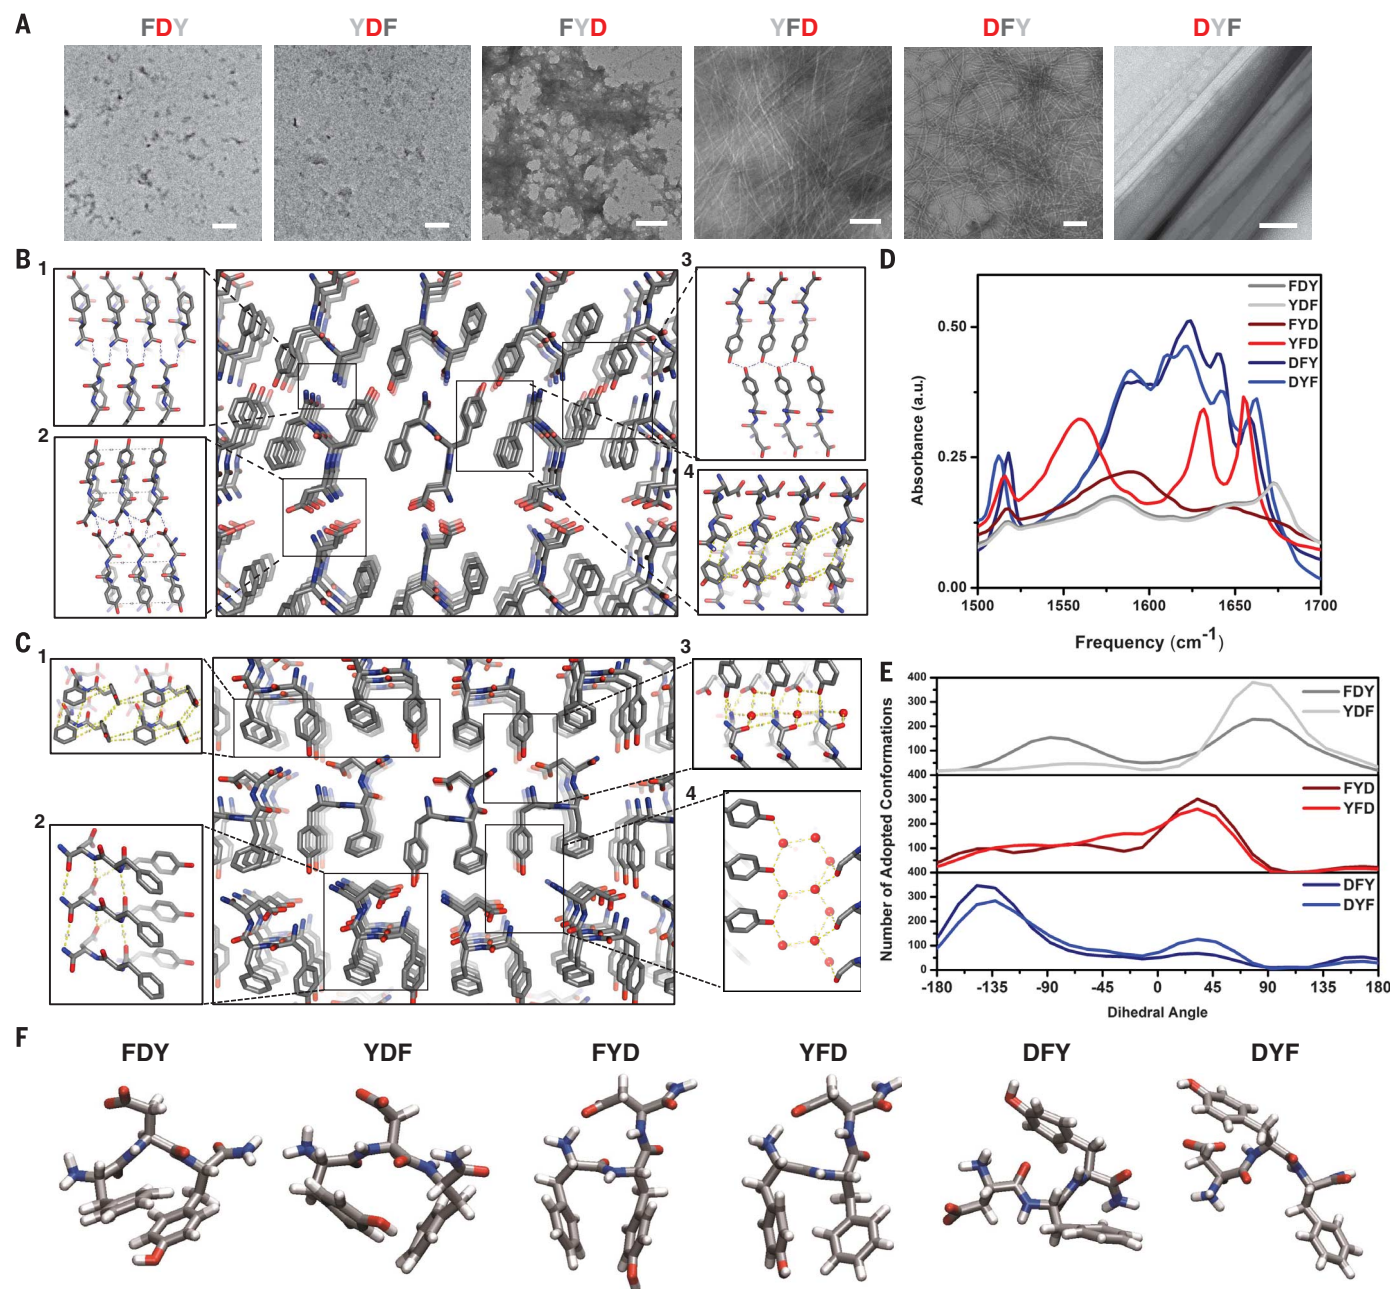 A
FDY YDF FYD YFD DFY DYF
B
1
2
3
4
C
1
2
3
4
D
Absorbance (a.u.)
0.50
0.25
0.00
1500 1550 1600 1650 1700
Frequency (cm⁻¹)
FDY
YDF
FYD
YFD
DFY
DYF
E
Number of Adopted Conformations
400
300
200
100
400
300
200
100
400
300
200
100
0
FDY
YDF
FYD
YFD
DFY
DYF
-180 -135 -90 -45 0 45 90 135 180
Dihedral Angle
F
FDY YDF FYD YFD DFY DYF